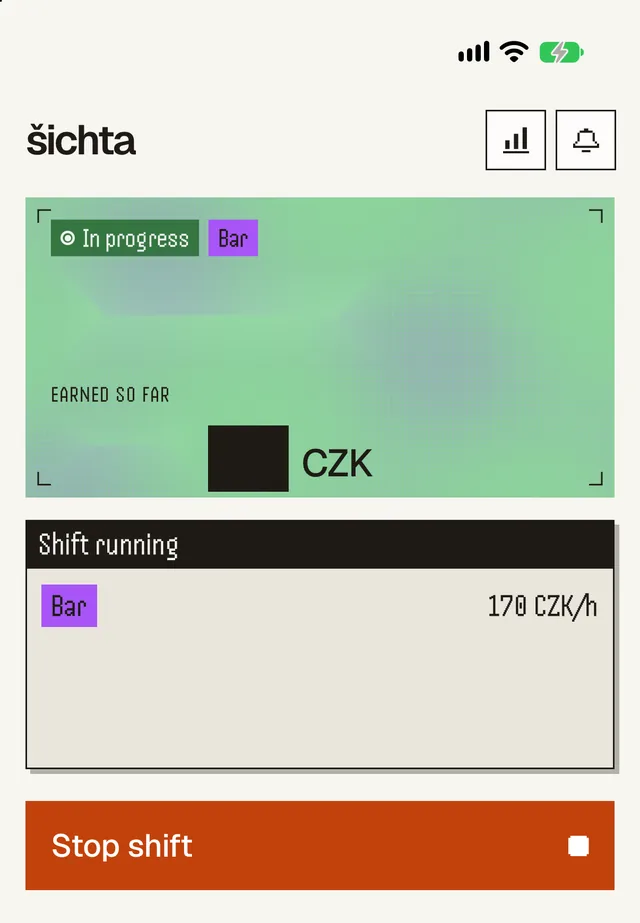 šichta
In progress
Bar
EARNED SO FAR
CZK
Shift running
Bar
170 CZK/h
Stop shift